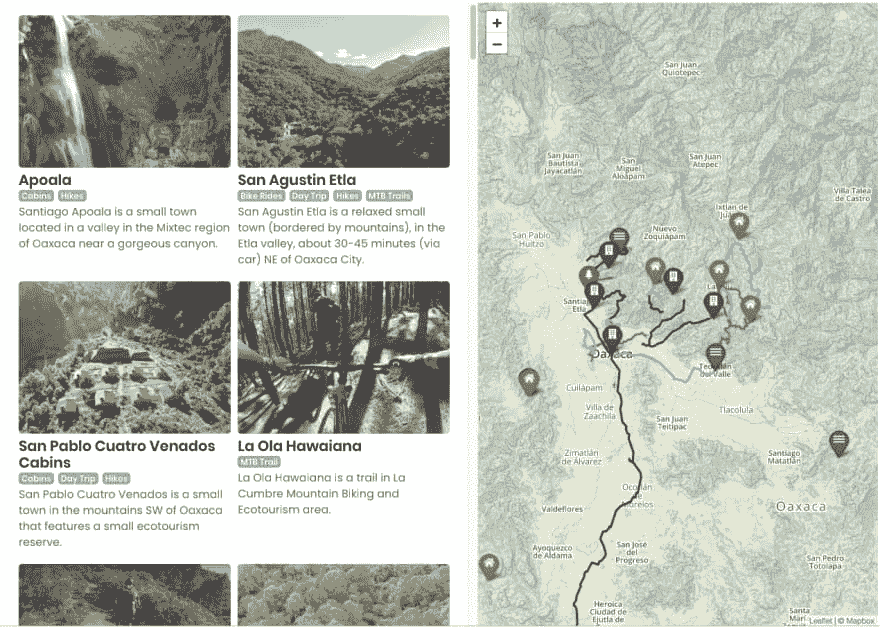 Apoala
Cabins Hikes
Santiago Apoala is a small town
located in a valley in the Mixtec region
of Oaxaca near a gorgeous canyon.
San Agustin Etla
Bike Rides Day Trip Hikes MTB Trails
San Agustin Etla is a relaxed small
town (bordered by mountains), in the
Etla valley, about 30-45 minutes (via
car) NE of Oaxaca City.
San Pablo Cuatro Venados
Cabins
Cabins Day Trip Hikes
San Pablo Cuatro Venados is a small
town in the mountains SW of Oaxaca
that features a small ecotourism
reserve.
La Ola Hawaiana
MTB Trail
La Ola Hawaiana is a trail in La
Cumbre Mountain Biking and
Ecotourism area.
+
−
San Juan
Quiotepec
San Juan
Bautista
Jayacatlán
San
Miguel
Aloapam
San Juan
Atepec
Villa Talea
de Castro
Ixtlán de
San Pablo
Huitzo
Nuevo
Zoquiápam
La
Etla
Oaxaca
del Valle
Cuilápam
Villa de
Zaachila
San Juan
Teitipac
Tlacolula
Zimatlán
de Álvarez
Santiago
Matatlán
Ocotlán
de
Morelos
Valdeflores
Oaxaca
Ayoquezco
de Aldama
San José
del
Progreso
San Pedro
Totolapa
Heroica
Ciudad de
Ejutla de
Santa
Leaflet | © Mapbox